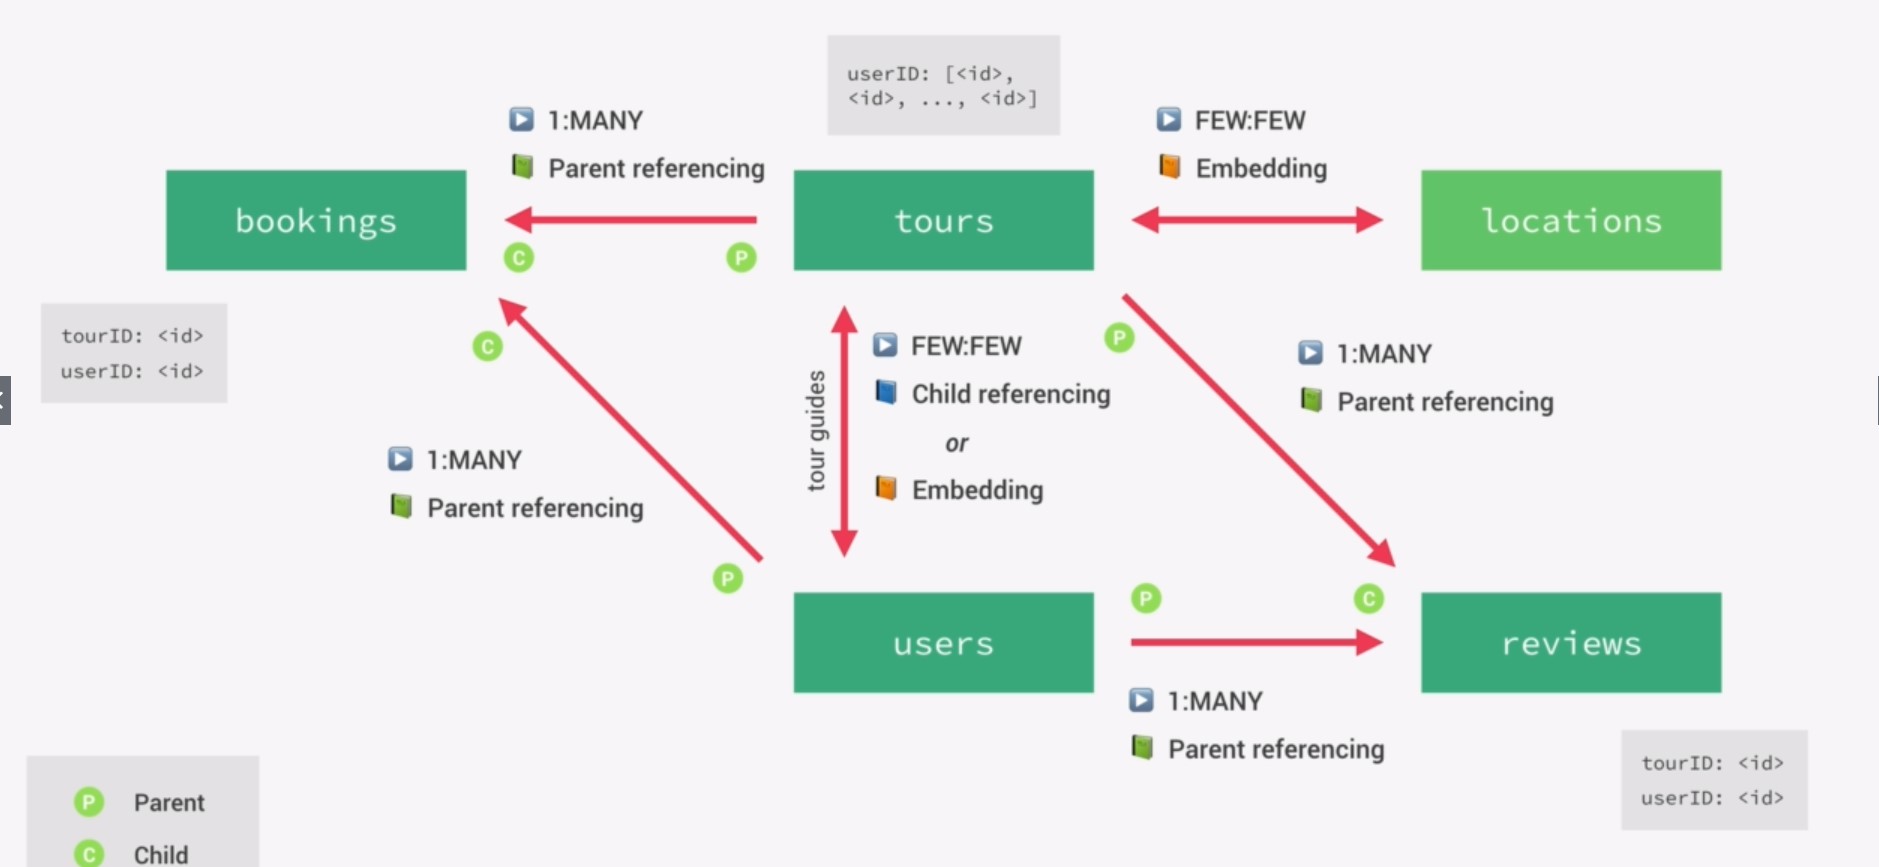 userID: [<id>,
<id>, ..., <id>]
1:MANY
Parent referencing
FEW:FEW
Embedding
bookings
tours
locations
C
P
tourID: <id>
userID: <id>
C
tour guides
FEW:FEW
Child referencing
or
Embedding
P
1:MANY
Parent referencing
1:MANY
Parent referencing
P
users
P
C
reviews
1:MANY
Parent referencing
tourID: <id>
userID: <id>
P Parent
C Child